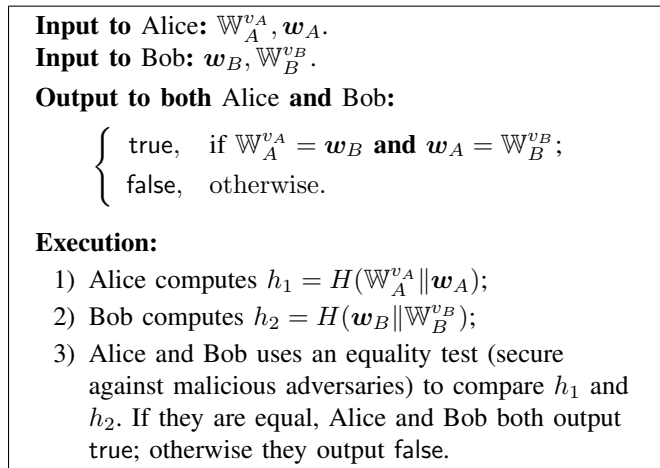 Input to Alice: 𝕎_A^{v_A}, w_A.
Input to Bob: w_B, 𝕎_B^{v_B}.
Output to both Alice and Bob:
{ true, if 𝕎_A^{v_A} = w_B and w_A = 𝕎_B^{v_B};
false, otherwise.
Execution:
1) Alice computes h_1 = H(𝕎_A^{v_A}‖w_A);
2) Bob computes h_2 = H(w_B‖𝕎_B^{v_B});
3) Alice and Bob uses an equality test (secure
against malicious adversaries) to compare h_1 and
h_2. If they are equal, Alice and Bob both output
true; otherwise they output false.